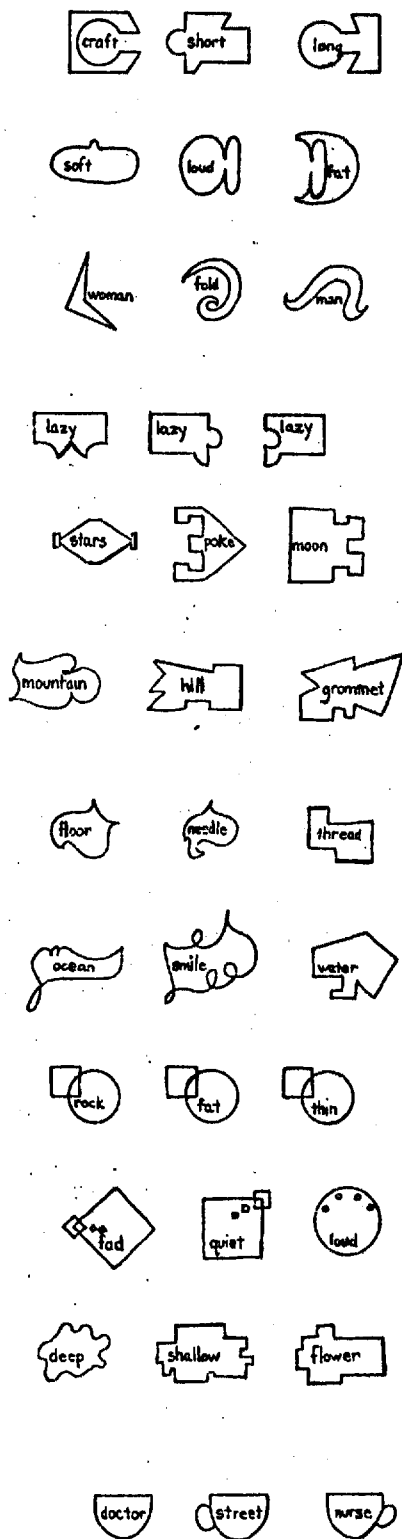 craft short long
soft loud fat
woman fold man
lazy lazy lazy
stars poke moon
mountain hill grommet
floor needle thread
ocean smile water
rock fat thin
fad quiet loud
deep shallow flower
doctor street nurse